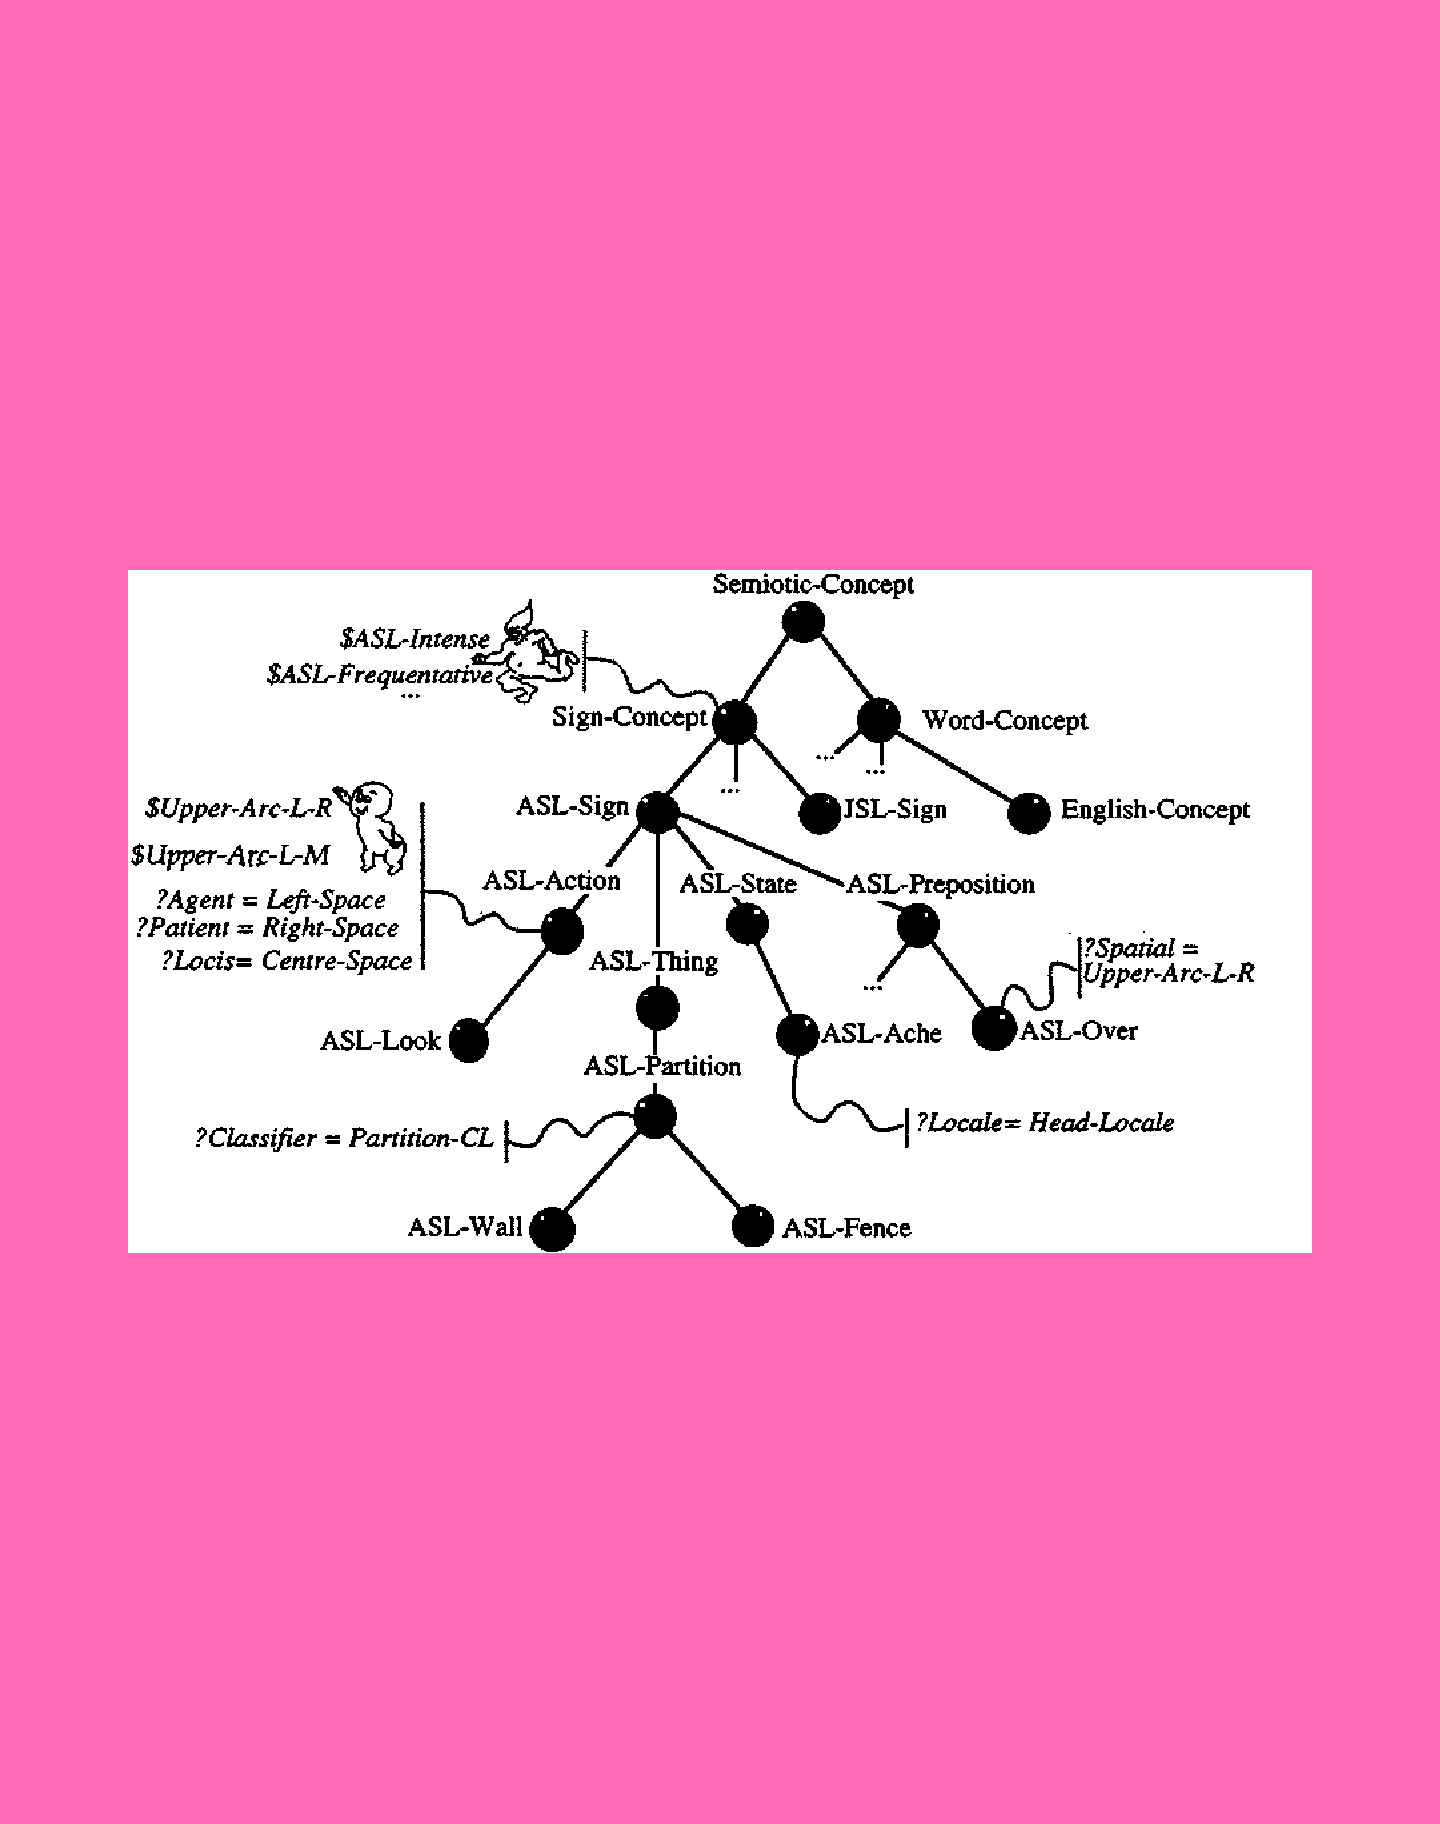 Semiotic-Concept
$ASL-Intense
$ASL-Frequentative
...
Sign-Concept
Word-Concept
...
...
...
$Upper-Arc-L-R
ASL-Sign
JSL-Sign
English-Concept
$Upper-Arc-L-M
ASL-Action
ASL-State
ASL-Preposition
?Agent = Left-Space
?Patient = Right-Space
?Locis= Centre-Space
ASL-Thing
?Spatial =
Upper-Arc-L-R
...
ASL-Look
ASL-Ache
ASL-Over
ASL-Partition
?Classifier = Partition-CL
?Locale= Head-Locale
ASL-Wall
ASL-Fence